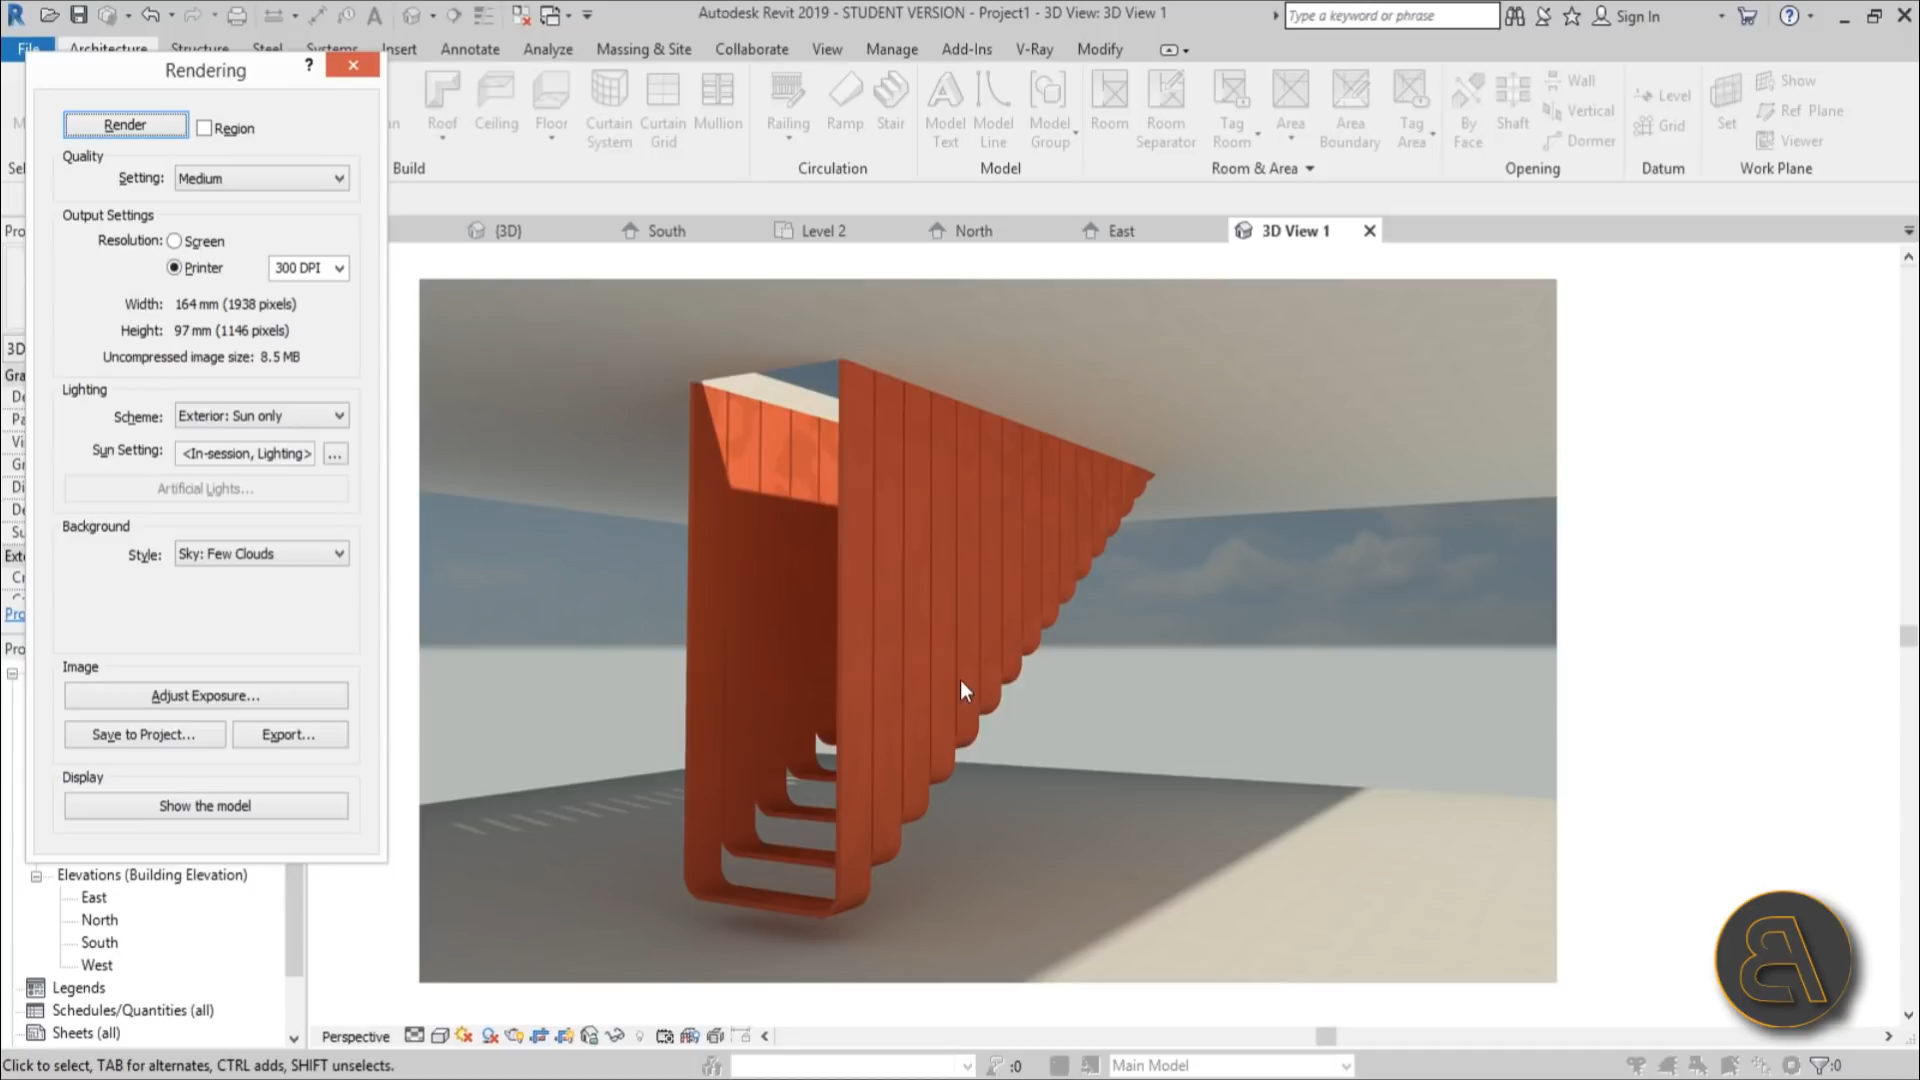 Autodesk Revit 2019 - STUDENT VERSION - Project1 - 3D View: 3D View 1
Type a keyword or phrase
Sign In
File Architecture Structure Steel Systems Insert Annotate Analyze Massing & Site Collaborate View Manage Add-Ins V-Ray Modify
Roof
Ceiling
Floor
Curtain System
Curtain Grid
Mullion
Railing
Ramp
Stair
Model Text
Model Line
Model Group
Room
Room Separator
Tag Room
Area
Area Boundary
Tag Area
By Face
Shaft
Wall
Vertical
Dormer
Level
Grid
Set
Show
Ref Plane
Viewer
Build
Circulation
Model
Room & Area
Opening
Datum
Work Plane
{3D}
South
Level 2
North
East
3D View 1
Rendering
?
Render
Region
Quality
Setting: Medium
Output Settings
Resolution: Screen
Printer 300 DPI
Width: 164 mm (1938 pixels)
Height: 97 mm (1146 pixels)
Uncompressed image size: 8.5 MB
Lighting
Scheme: Exterior: Sun only
Sun Setting: <In-session, Lighting> ...
Artificial Lights...
Background
Style: Sky: Few Clouds
Image
Adjust Exposure...
Save to Project... Export...
Display
Show the model
Elevations (Building Elevation)
East
North
South
West
Legends
Schedules/Quantities (all)
Sheets (all)
Perspective
Click to select, TAB for alternates, CTRL adds, SHIFT unselects.
:0
Main Model
:0